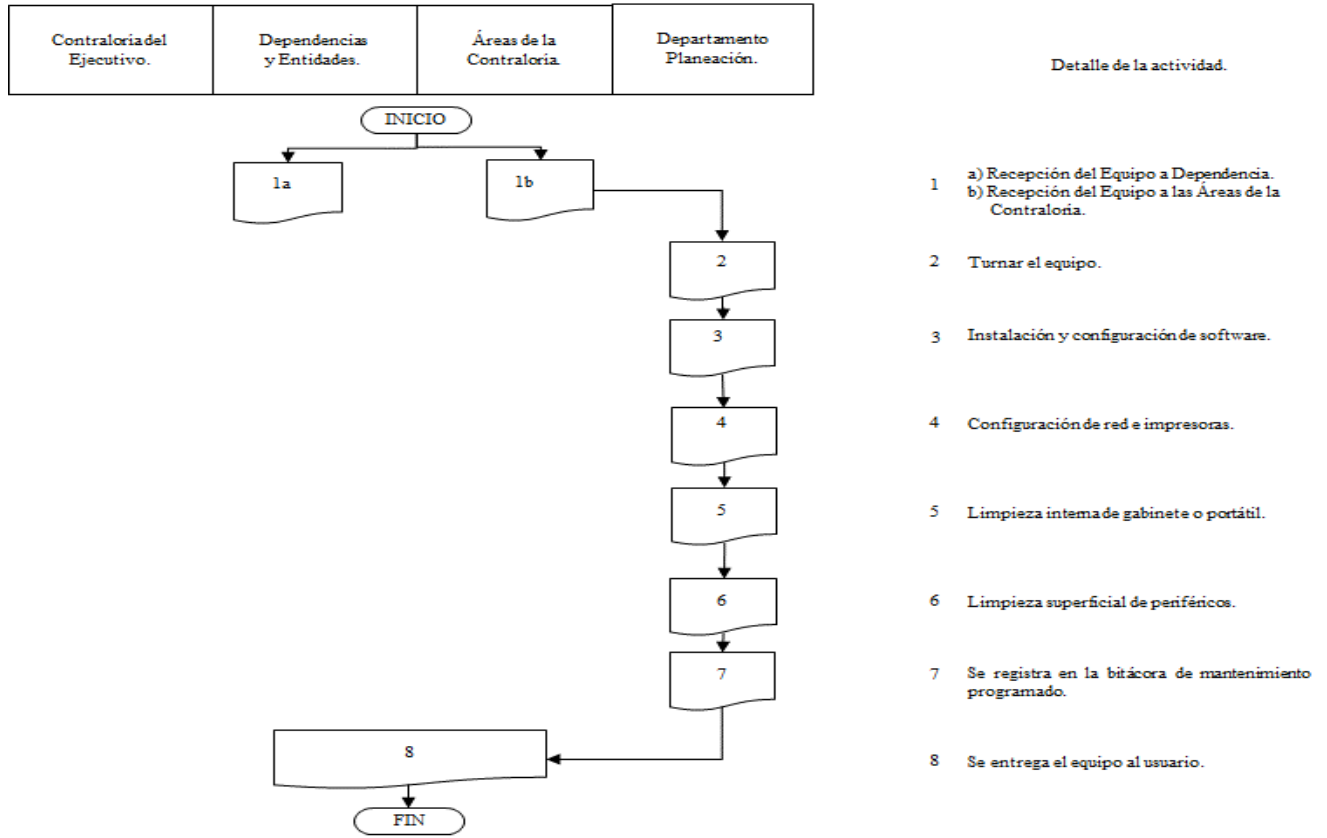 Contraloría del
Ejecutivo.
Dependencias
y Entidades.
Áreas de la
Contraloría.
Departamento
Planeación.
Detalle de la actividad.
INICIO
1a
1b
1 a) Recepción del Equipo a Dependencia.
b) Recepción del Equipo a las Áreas de la
Contraloría.
2
2 Turnar el equipo.
3
3 Instalación y configuración de software.
4
4 Configuración de red e impresoras.
5
5 Limpieza interna de gabinete o portátil.
6
6 Limpieza superficial de periféricos.
7
7 Se registra en la bitácora de mantenimiento
programado.
8
8 Se entrega el equipo al usuario.
FIN